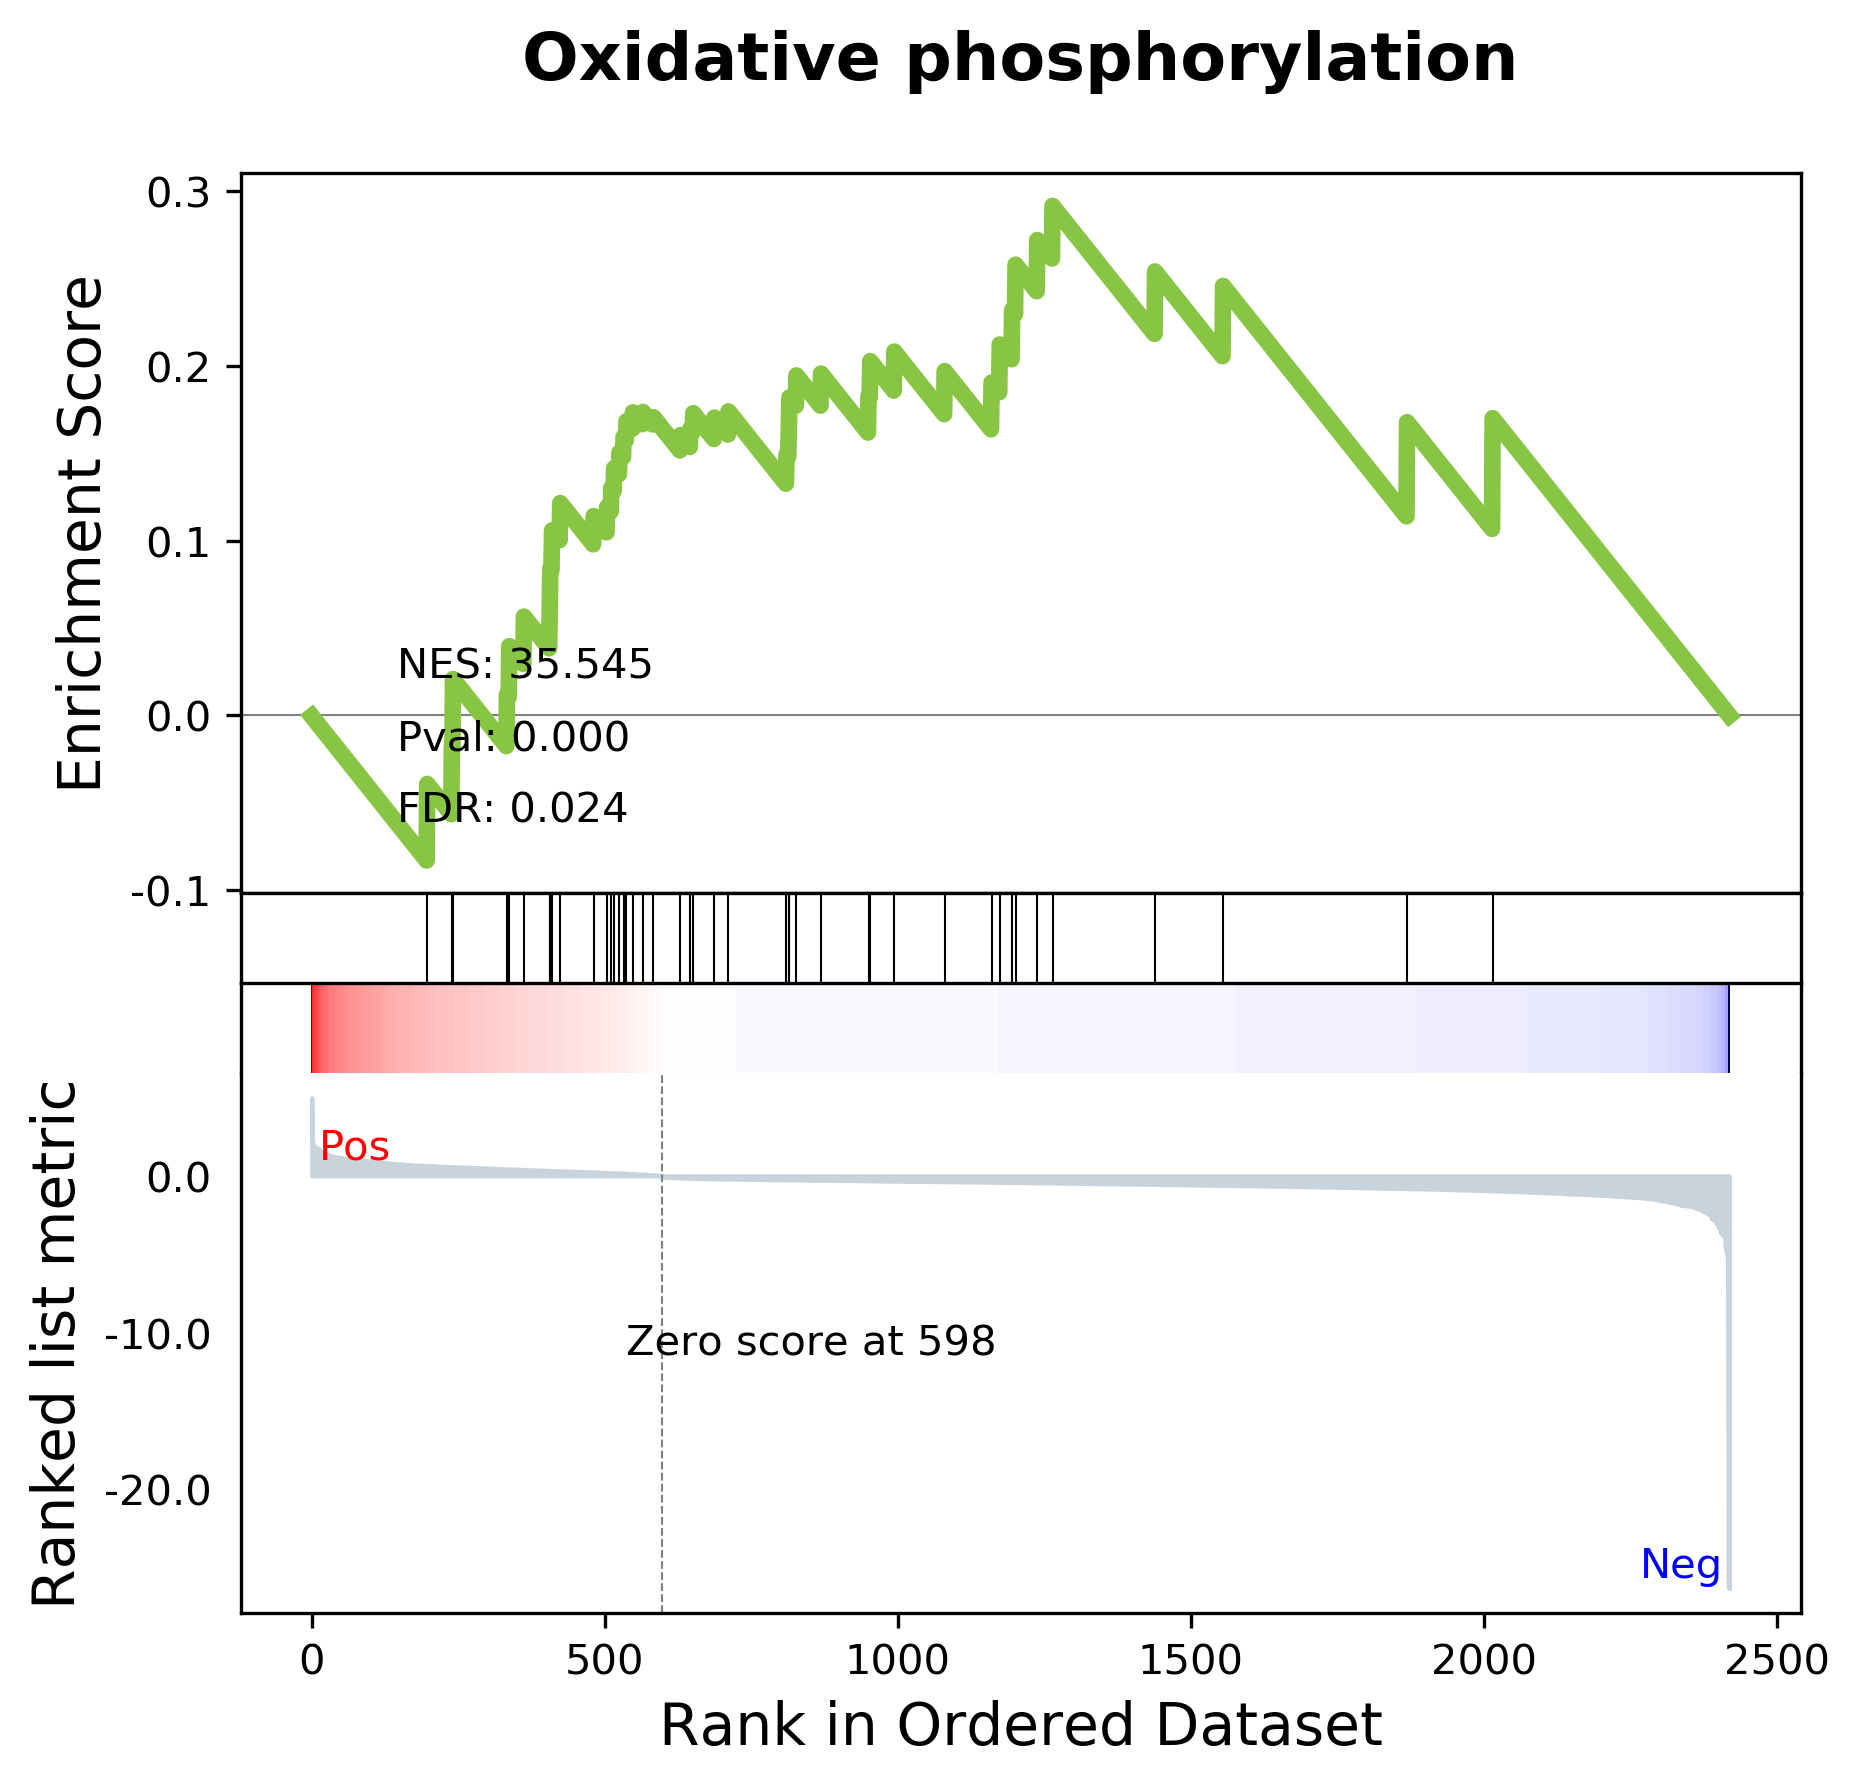 Oxidative phosphorylation
Enrichment Score
0.3
0.2
0.1
0.0
-0.1
NES: 35.545
Pval: 0.000
FDR: 0.024
Ranked list metric
0.0
-10.0
-20.0
Pos
Zero score at 598
Neg
0 500 1000 1500 2000 2500
Rank in Ordered Dataset